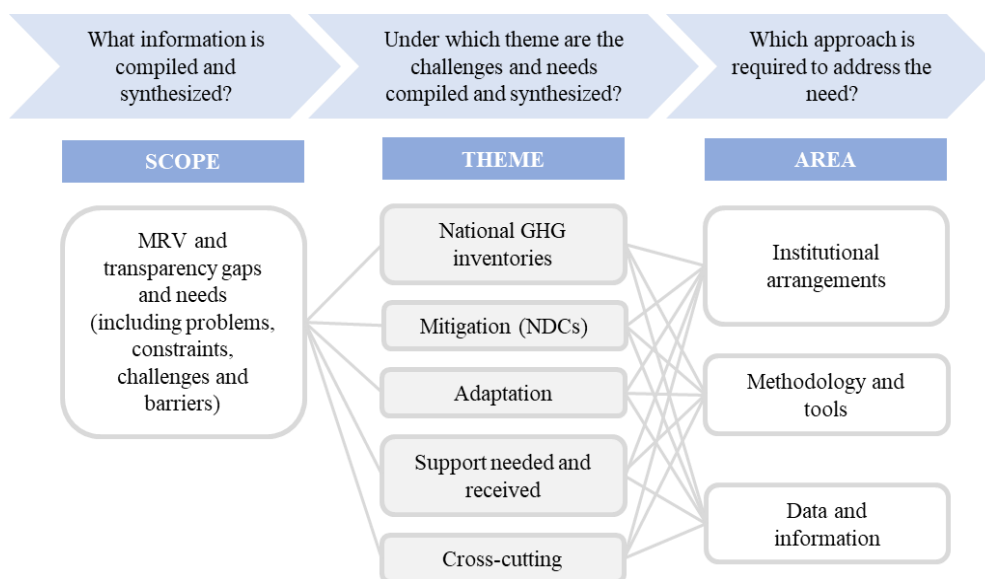 What information is
compiled and
synthesized?
Under which theme are the
challenges and needs
compiled and synthesized?
Which approach is
required to address the
need?
SCOPE
THEME
AREA
MRV and
transparency gaps
and needs
(including problems,
constraints,
challenges and
barriers)
National GHG
inventories
Mitigation (NDCs)
Adaptation
Support needed and
received
Cross-cutting
Institutional
arrangements
Methodology and
tools
Data and
information